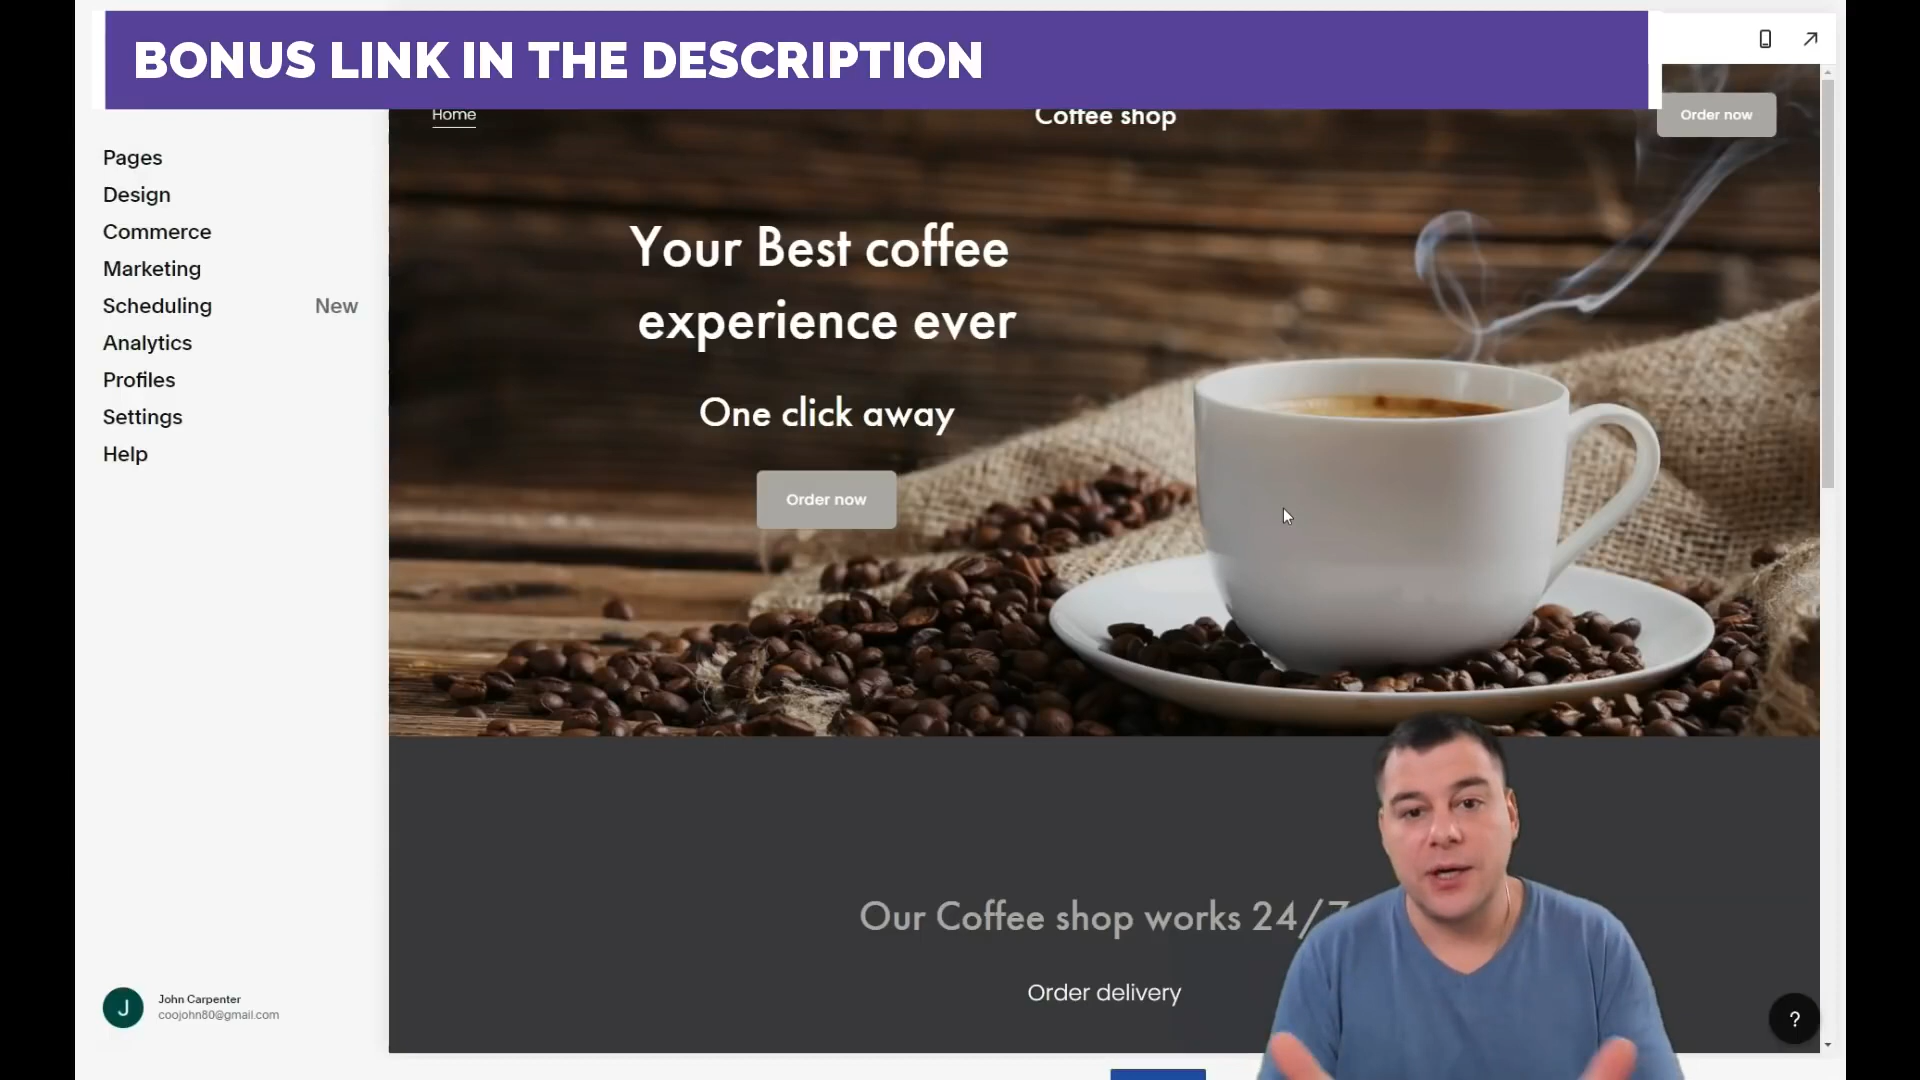 BONUS LINK IN THE DESCRIPTION
Home
Coffee shop
Order now
Pages
Design
Commerce
Marketing
Scheduling New
Analytics
Profiles
Settings
Help
Your Best coffee
experience ever
One click away
Order now
Our Coffee shop works 24/7
Order delivery
J
John Carpenter
coojohn80@gmail.com
?